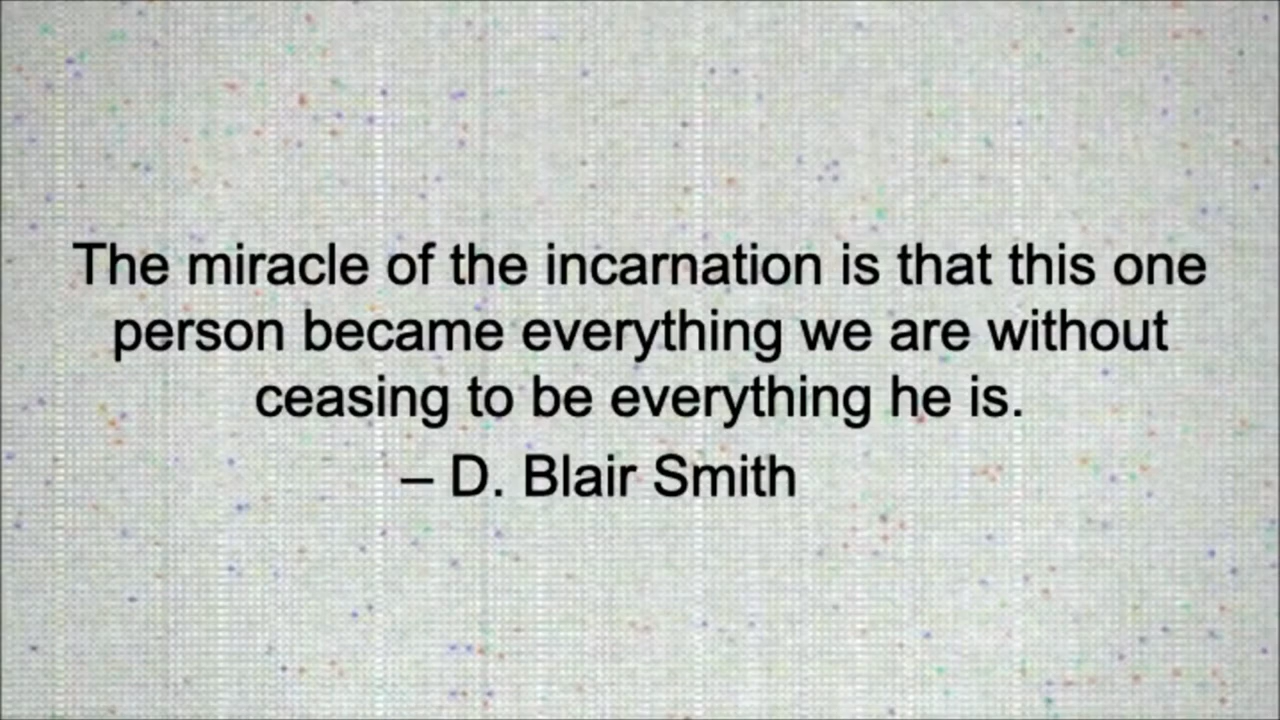 The miracle of the incarnation is that this one
person became everything we are without
ceasing to be everything he is.
– D. Blair Smith